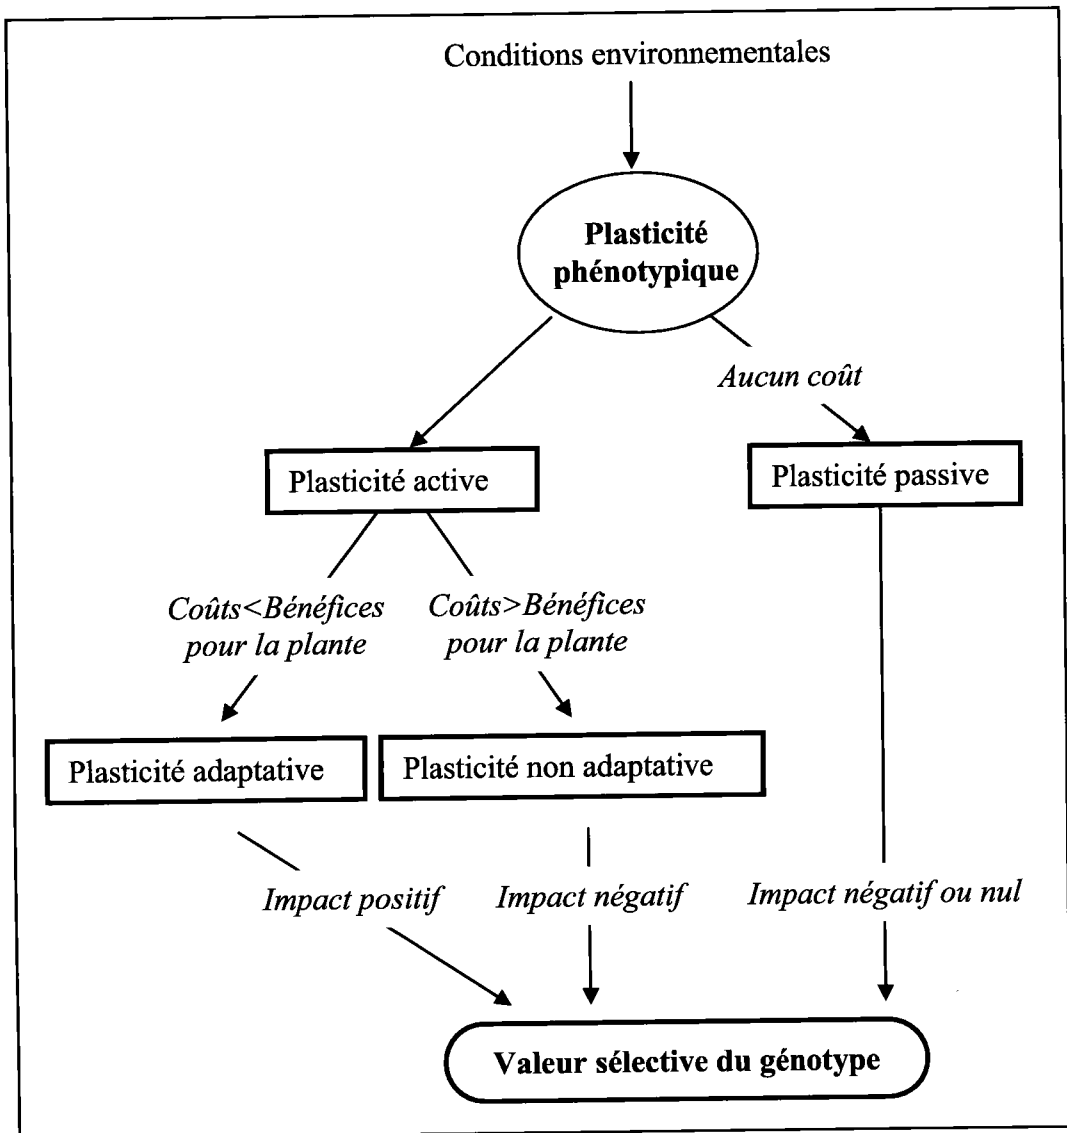 Conditions environnementales
Plasticité
phénotypique
Aucun coût
Plasticité active
Plasticité passive
Coûts<Bénéfices
pour la plante
Coûts>Bénéfices
pour la plante
Plasticité adaptative
Plasticité non adaptative
Impact positif
Impact négatif
Impact négatif ou nul
Valeur sélective du génotype